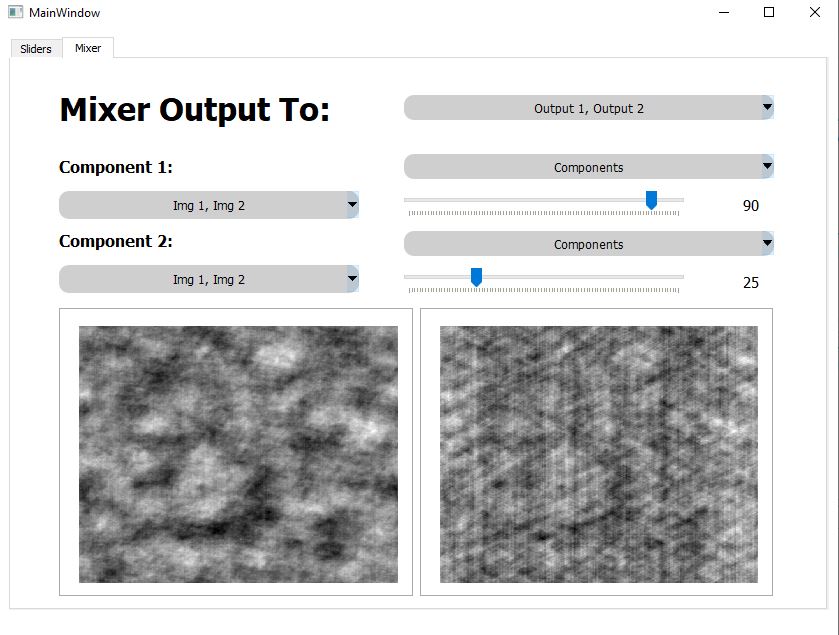 MainWindow
Sliders
Mixer
Mixer Output To:
Output 1, Output 2
Component 1:
Components
Img 1, Img 2
90
Component 2:
Components
Img 1, Img 2
25